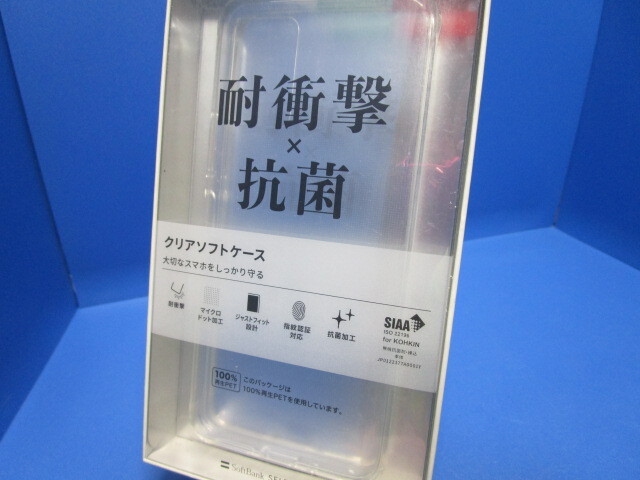 耐衝撃
×
抗菌
クリアソフトケース
大切なスマホをしっかり守る
耐衝撃
マイクロ
ドット加工
ジャストフィット
設計
指紋認証
対応
抗菌加工
SIAA
ISO 22196
for KOHKIN
100%
再生PET
このパッケージは
100%再生PETを使用しています。
SoftBank